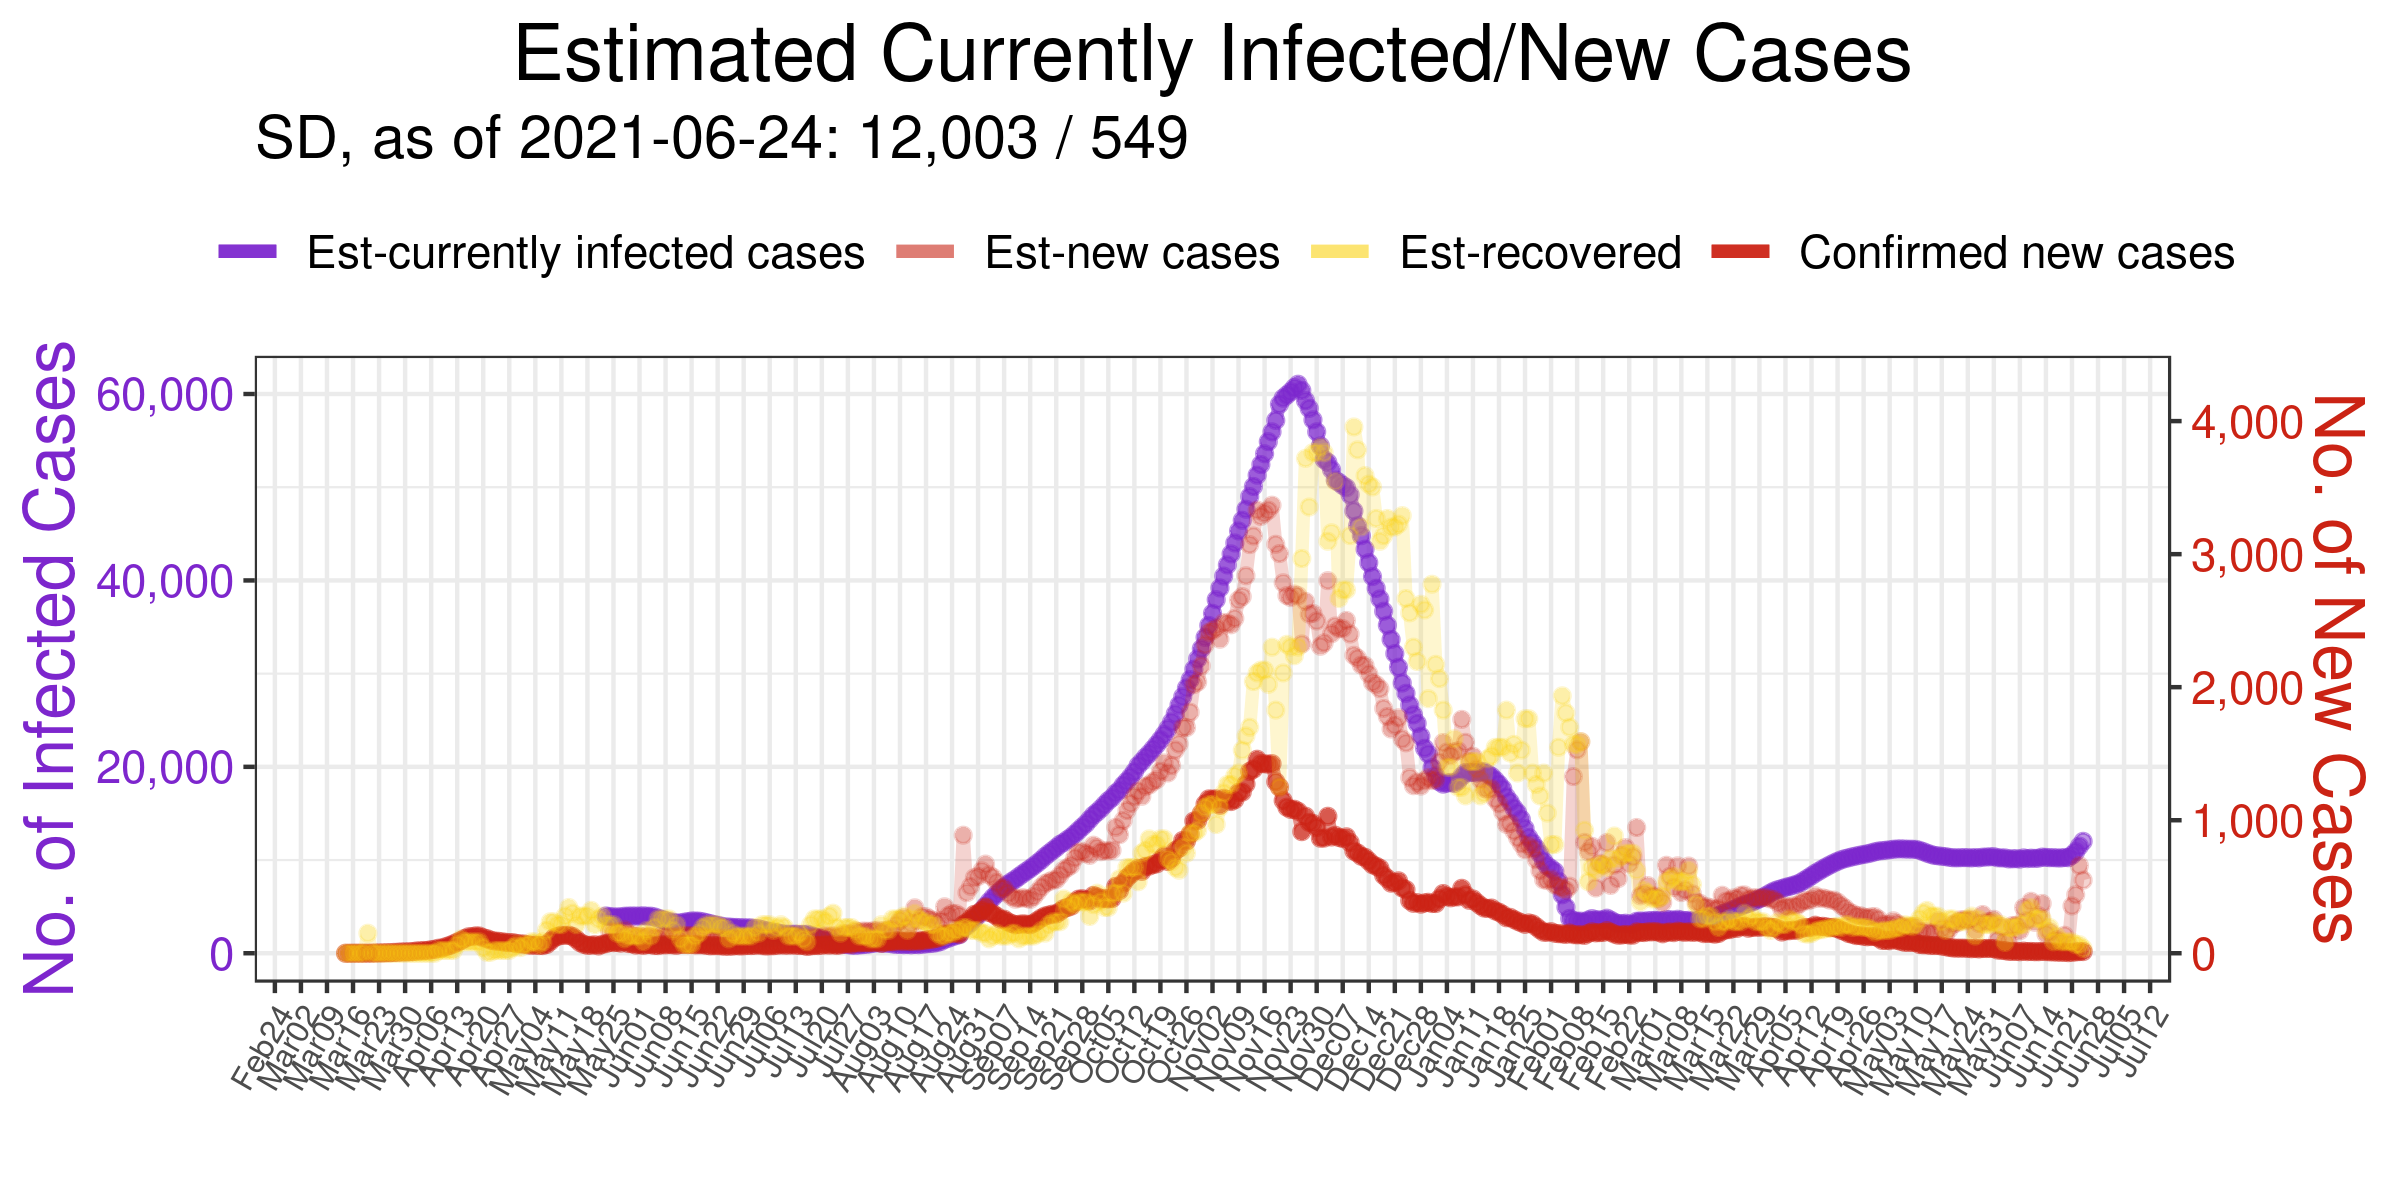 Estimated Currently Infected/New Cases
SD, as of 2021-06-24: 12,003 / 549
Est-currently infected cases Est-new cases Est-recovered Confirmed new cases
No. of Infected Cases
60,000
40,000
20,000
0
4,000
3,000
2,000
1,000
0
No. of New Cases
Feb24 Mar02 Mar09 Mar16 Mar23 Mar30 Apr06 Apr13 Apr20 Apr27 May04 May11 May18 May25 Jun01 Jun08 Jun15 Jun22 Jun29 Jul06 Jul13 Jul20 Jul27 Aug03 Aug10 Aug17 Aug24 Aug31 Sep07 Sep14 Sep21 Sep28 Oct05 Oct12 Oct19 Oct26 Nov02 Nov09 Nov16 Nov23 Nov30 Dec07 Dec14 Dec21 Dec28 Jan04 Jan11 Jan18 Jan25 Feb01 Feb08 Feb15 Feb22 Mar01 Mar08 Mar15 Mar22 Mar29 Apr05 Apr12 Apr19 Apr26 May03 May10 May17 May24 May31 Jun07 Jun14 Jun21 Jun28 Jul05 Jul12